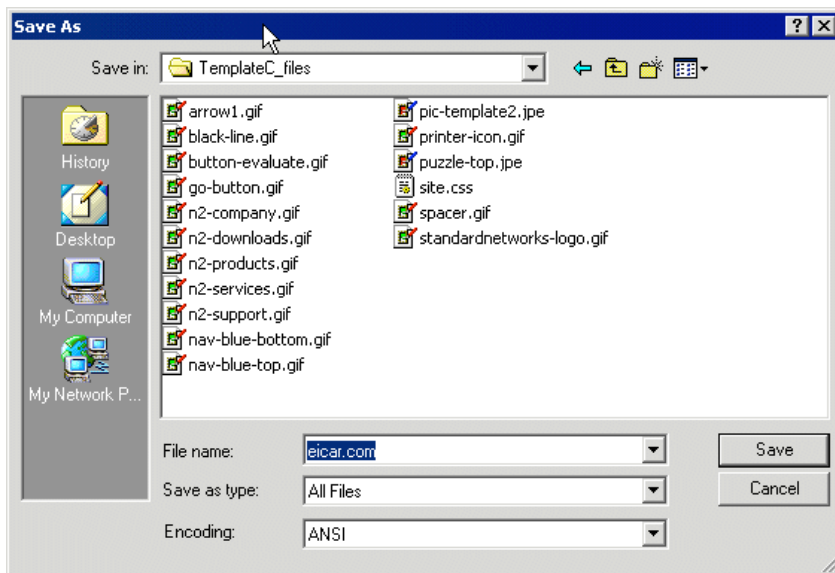 Save As
Save in: TemplateC_files
History
Desktop
My Computer
My Network P...
arrow1.gif
black-line.gif
button-evaluate.gif
go-button.gif
n2-company.gif
n2-downloads.gif
n2-products.gif
n2-services.gif
n2-support.gif
nav-blue-bottom.gif
nav-blue-top.gif
pic-template2.jpe
printer-icon.gif
puzzle-top.jpe
site.css
spacer.gif
standardnetworks-logo.gif
File name: eicar.com
Save
Save as type: All Files
Cancel
Encoding: ANSI